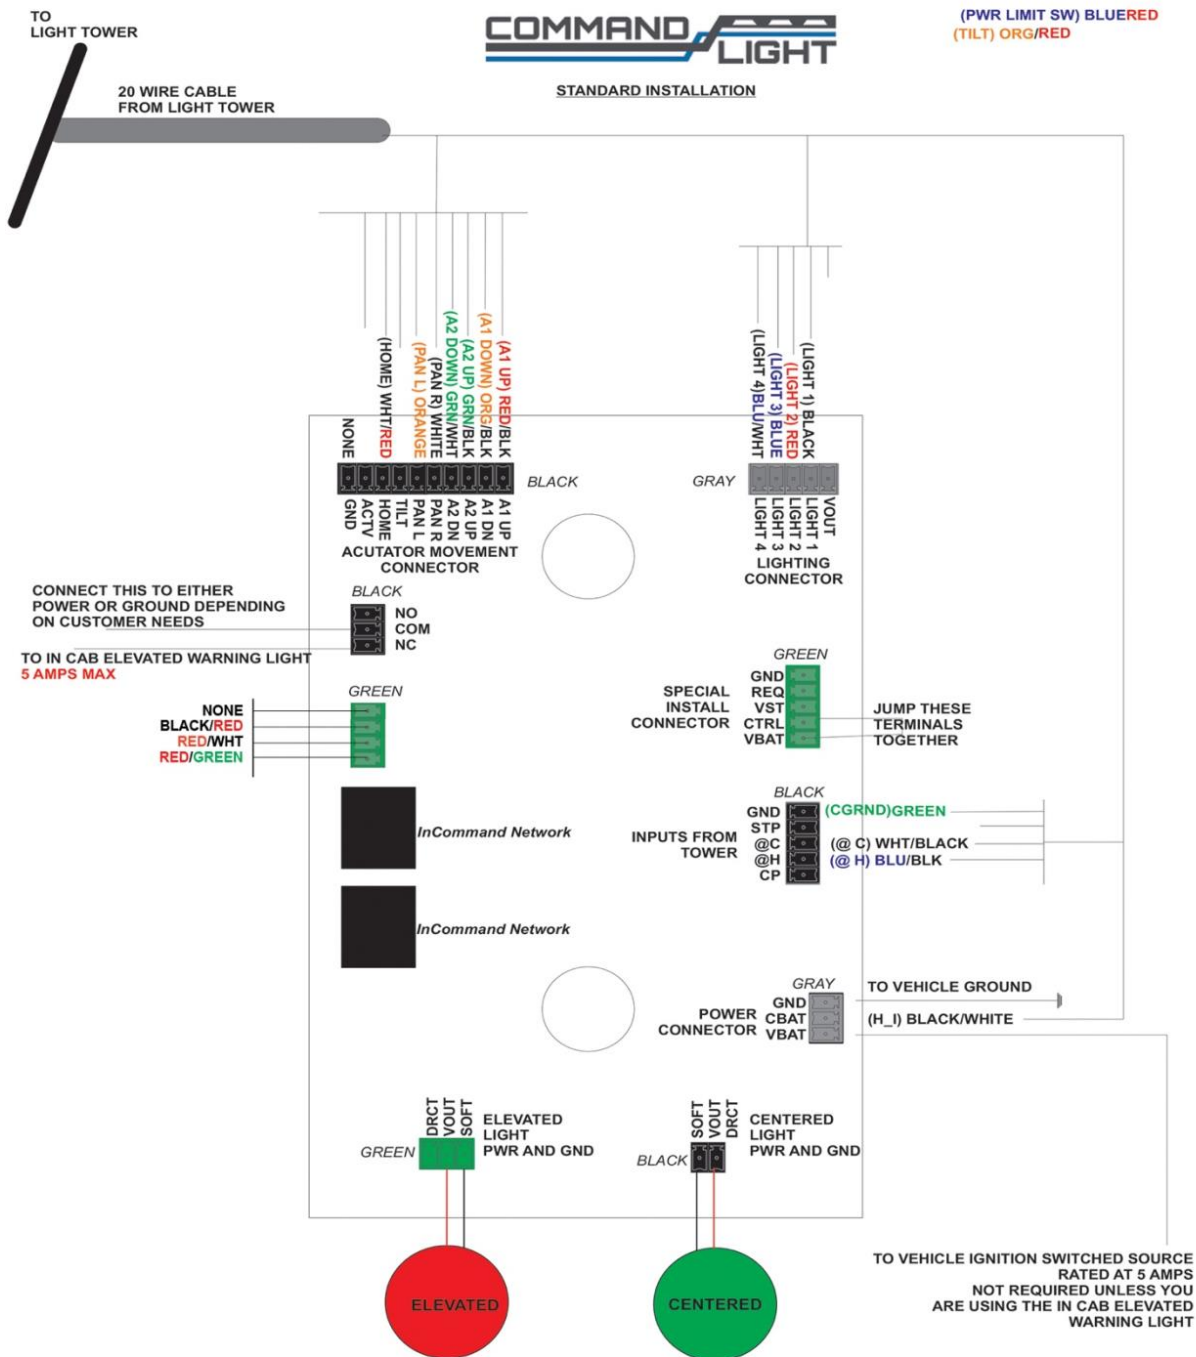 TO
LIGHT TOWER
COMMAND
LIGHT
(PWR LIMIT SW) BLUERED
(TILT) ORG/RED
STANDARD INSTALLATION
20 WIRE CABLE
FROM LIGHT TOWER
NONE
(HOME) WHT/RED
(PAN L) ORANGE
(PAN R) WHITE
(A2 DOWN) GRN/WHT
(A2 UP) GRN/BLK
(A1 DOWN) ORG/BLK
(A1 UP) RED/BLK
BLACK
GND
ACTV
HOME
TILT
PAN L
PAN R
A2 DN
A2 UP
A1 DN
A1 UP
ACUTATOR MOVEMENT
CONNECTOR
(LIGHT 4)BLU/WHT
(LIGHT 3) BLUE
(LIGHT 2) RED
(LIGHT 1) BLACK
GRAY
LIGHT 4
LIGHT 3
LIGHT 2
LIGHT 1
VOUT
LIGHTING
CONNECTOR
CONNECT THIS TO EITHER
POWER OR GROUND DEPENDING
ON CUSTOMER NEEDS
TO IN CAB ELEVATED WARNING LIGHT
5 AMPS MAX
BLACK
NO
COM
NC
GREEN
NONE
BLACK/RED
RED/WHT
RED/GREEN
GREEN
SPECIAL
INSTALL
CONNECTOR
GND
REQ
VST
CTRL
VBAT
JUMP THESE
TERMINALS
TOGETHER
InCommand Network
InCommand Network
BLACK
INPUTS FROM
TOWER
GND
STP
@C
@H
CP
(CGRND)GREEN
(@ C) WHT/BLACK
(@ H) BLU/BLK
GRAY
POWER
CONNECTOR
GND
CBAT
VBAT
TO VEHICLE GROUND
(H_I) BLACK/WHITE
DRCT
VOUT
SOFT
ELEVATED
LIGHT
PWR AND GND
GREEN
SOFT
VOUT
DRCT
CENTERED
LIGHT
PWR AND GND
BLACK
ELEVATED
CENTERED
TO VEHICLE IGNITION SWITCHED SOURCE
RATED AT 5 AMPS
NOT REQUIRED UNLESS YOU
ARE USING THE IN CAB ELEVATED
WARNING LIGHT